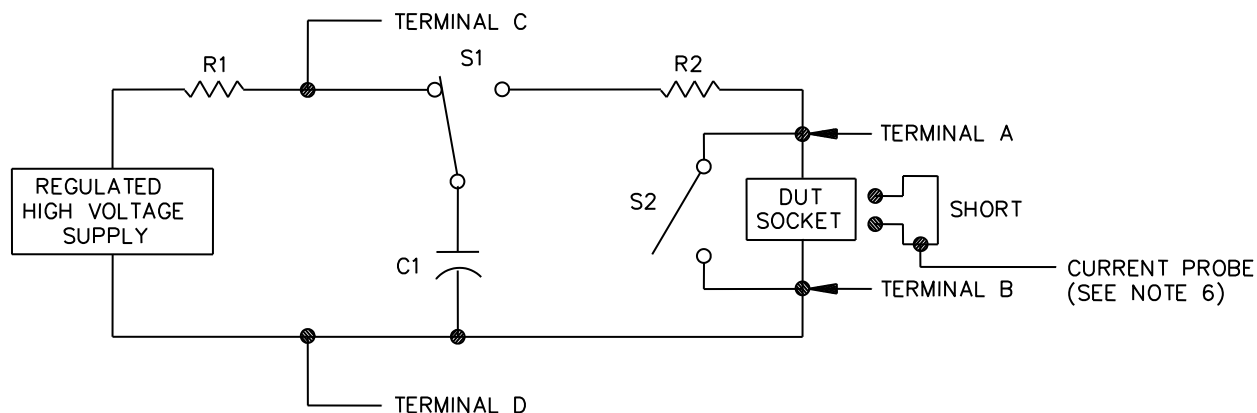 TERMINAL C
S1
R1
R2
TERMINAL A
REGULATED
HIGH VOLTAGE
SUPPLY
S2
DUT
SOCKET
SHORT
C1
TERMINAL B
CURRENT PROBE
(SEE NOTE 6)
TERMINAL D